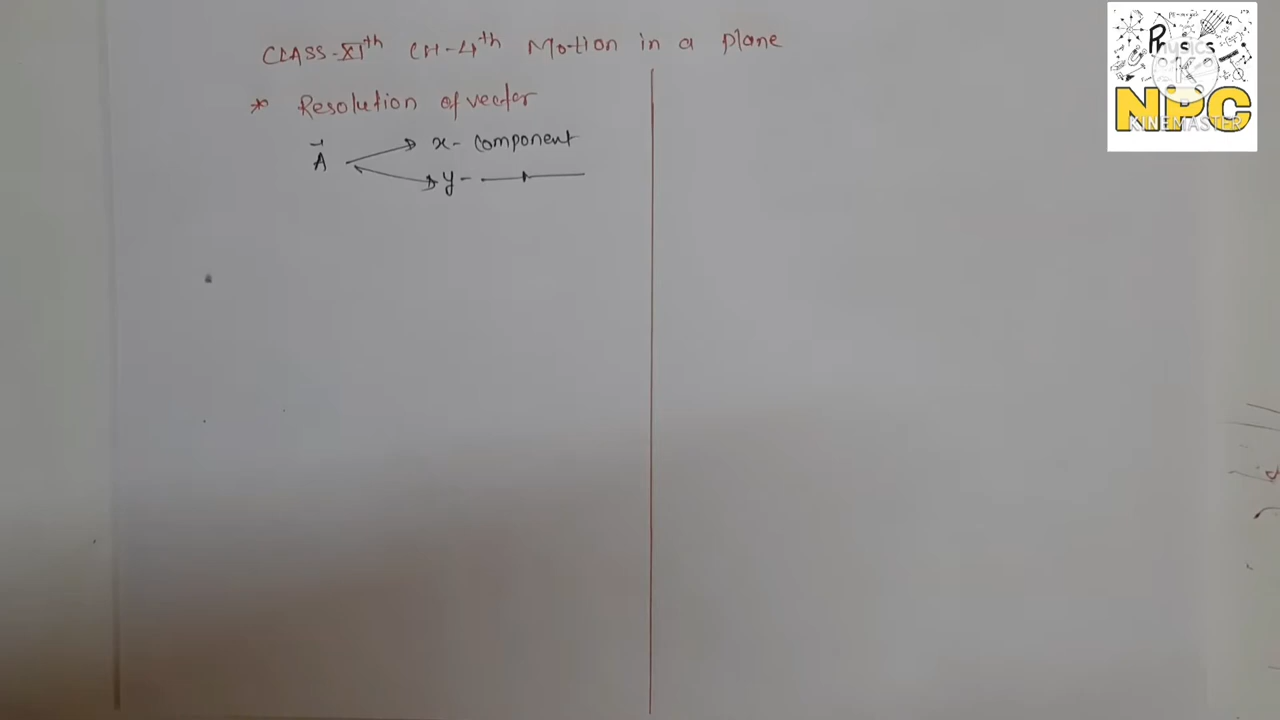 CLASS-XIth CH-4th Motion in a plane
* Resolution of vector
A
x- component
y-
Physics
NPC
KINEMASTER